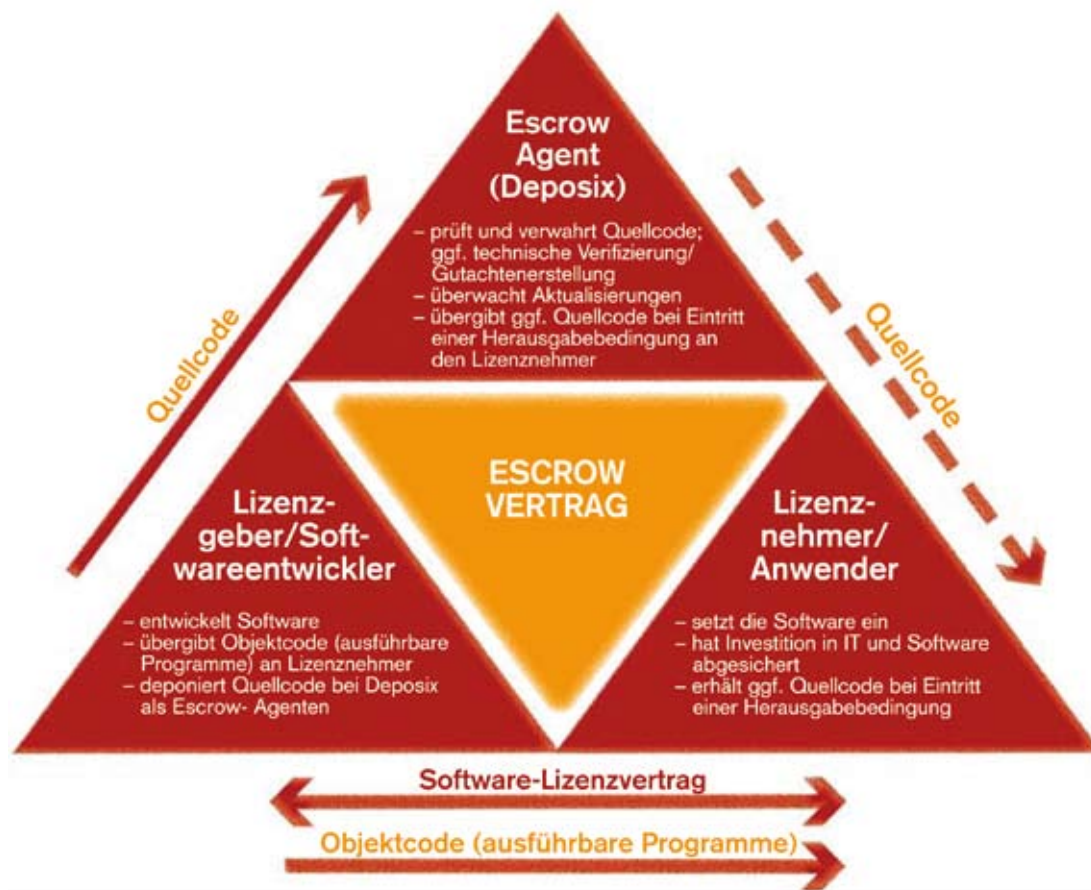 Escrow
Agent
(Deposix)
– prüft und verwahrt Quellcode;
ggf. technische Verifizierung/
Gutachtenerstellung
– überwacht Aktualisierungen
– übergibt ggf. Quellcode bei Eintritt
einer Herausgabebedingung an
den Lizenznehmer
Quellcode
Quellcode
ESCROW
VERTRAG
Lizenz-
geber/Soft-
wareentwickler
– entwickelt Software
– übergibt Objektcode (ausführbare
Programme) an Lizenznehmer
– deponiert Quellcode bei Deposix
als Escrow- Agenten
Lizenz-
nehmer/
Anwender
– setzt die Software ein
– hat Investition in IT und Software
abgesichert
– erhält ggf. Quellcode bei Eintritt
einer Herausgabebedingung
Software-Lizenzvertrag
Objektcode (ausführbare Programme)